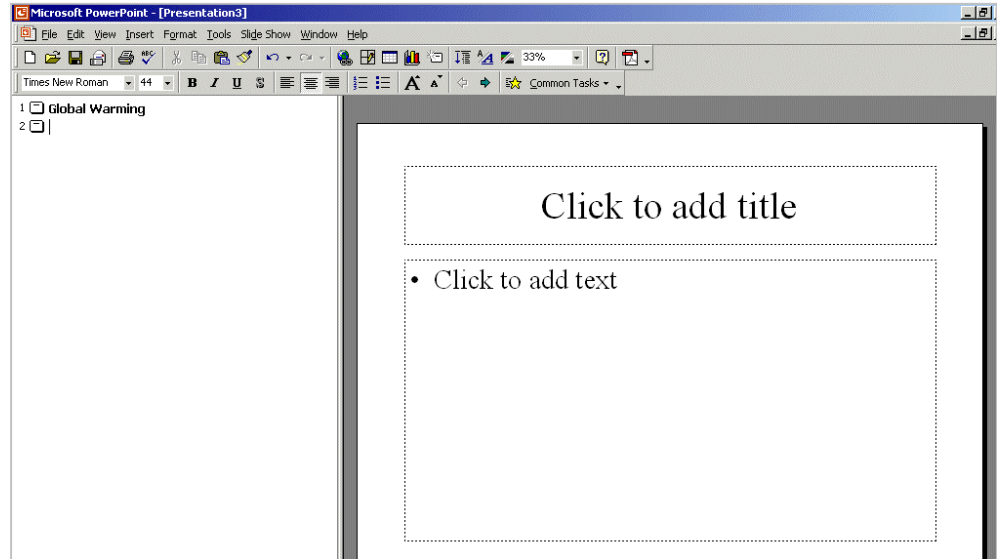 Microsoft PowerPoint - [Presentation3]
File Edit View Insert Format Tools Slide Show Window Help
33%
Times New Roman 44 B I U S A A Common Tasks
1 Global Warming
2
Click to add title
• Click to add text